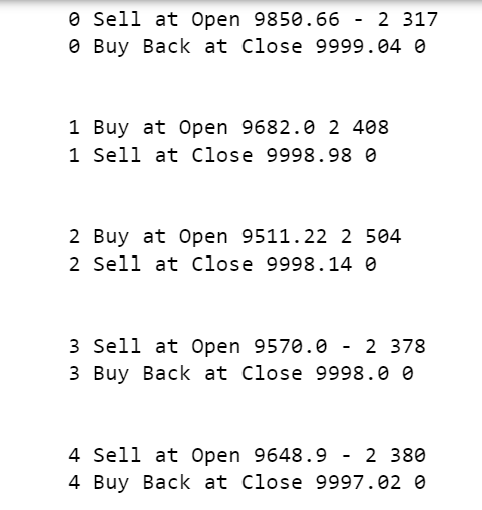 0 Sell at Open 9850.66 - 2 317
0 Buy Back at Close 9999.04 0
1 Buy at Open 9682.0 2 408
1 Sell at Close 9998.98 0
2 Buy at Open 9511.22 2 504
2 Sell at Close 9998.14 0
3 Sell at Open 9570.0 - 2 378
3 Buy Back at Close 9998.0 0
4 Sell at Open 9648.9 - 2 380
4 Buy Back at Close 9997.02 0